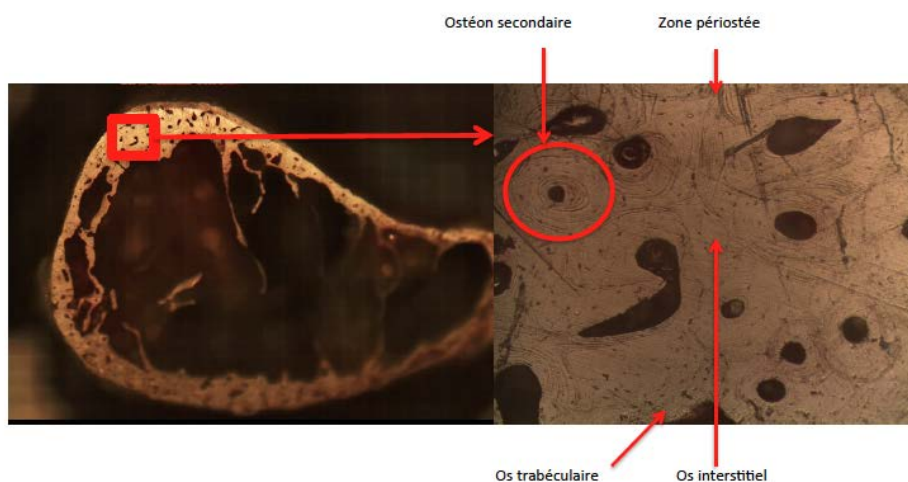 Ostéon secondaire
Zone périostée
Os trabéculaire
Os interstitiel